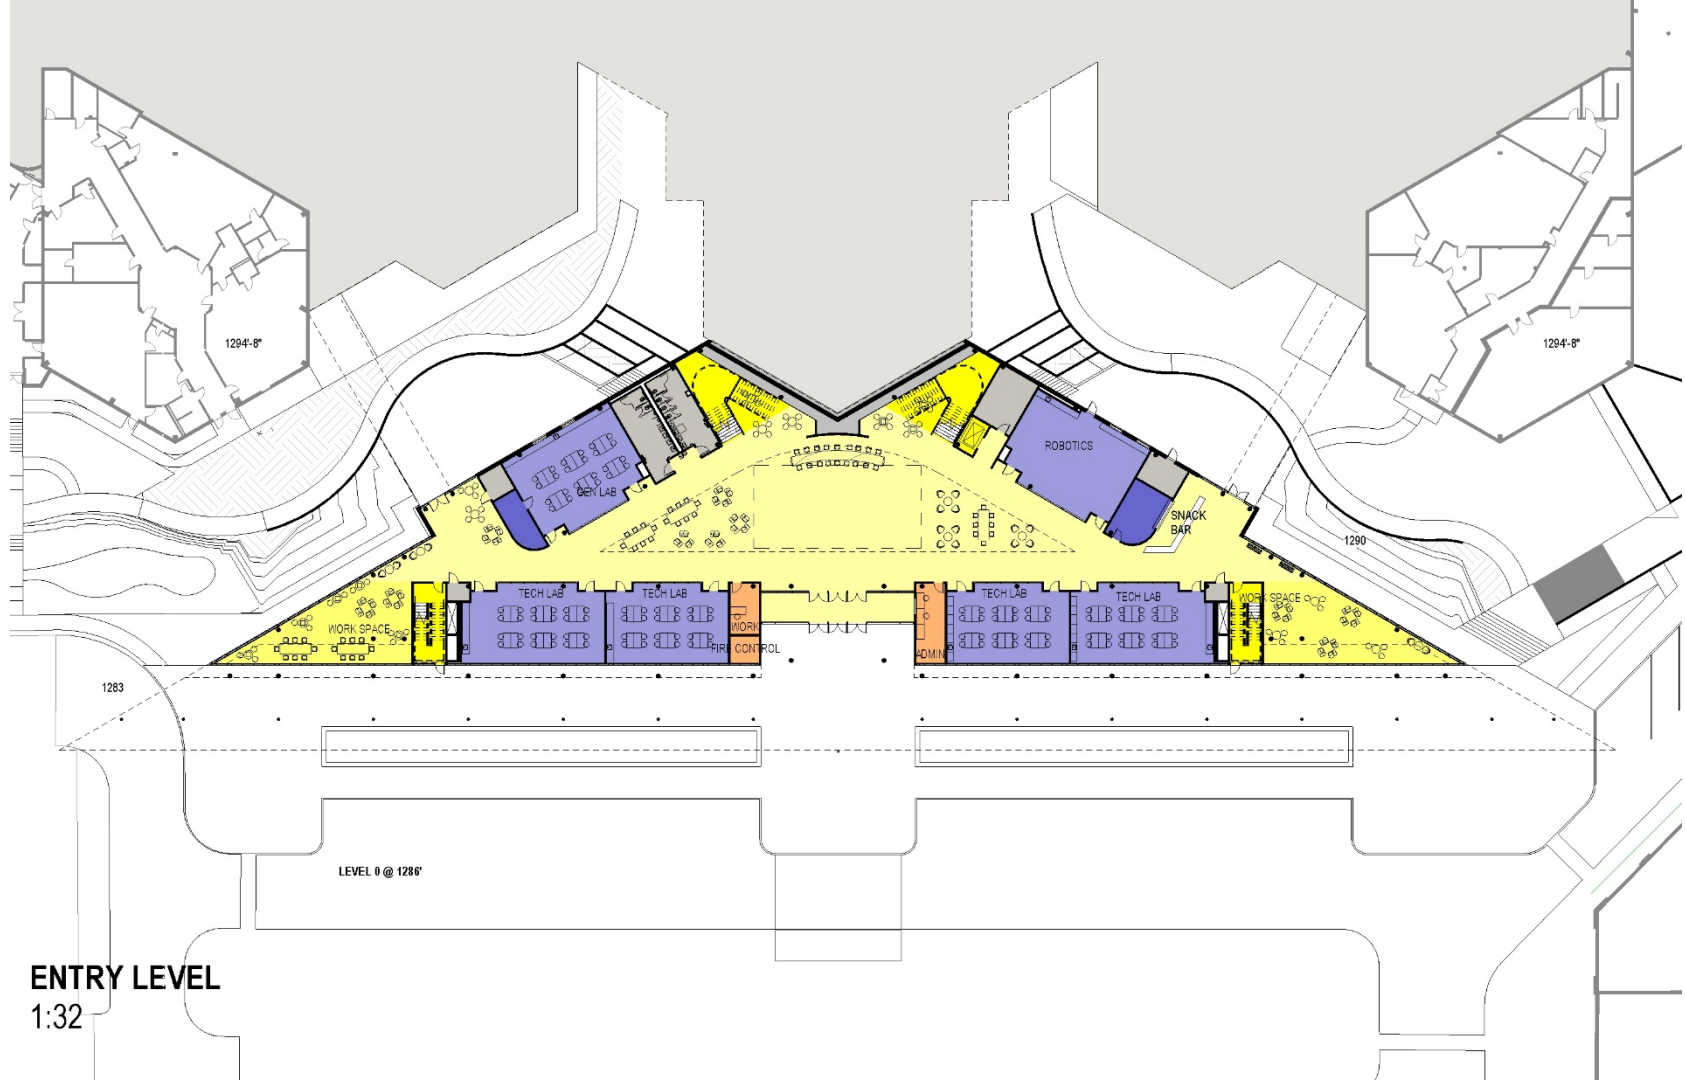 1294'-8"
1294'-8"
ROBOTICS
GEN LAB
SNACK
BAR
1290
TECH LAB
TECH LAB
TECH LAB
TECH LAB
WORK SPACE
WORK SPACE
WORK
FIRE CONTROL
ADMIN
1283
LEVEL 0 @ 1286'
ENTRY LEVEL
1:32